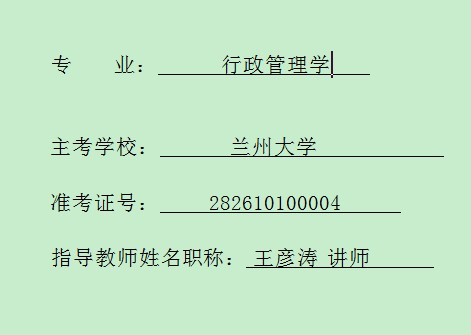 专 业：行政管理学
主考学校：兰州大学
准考证号：282610100004
指导教师姓名职称：王彦涛 讲师